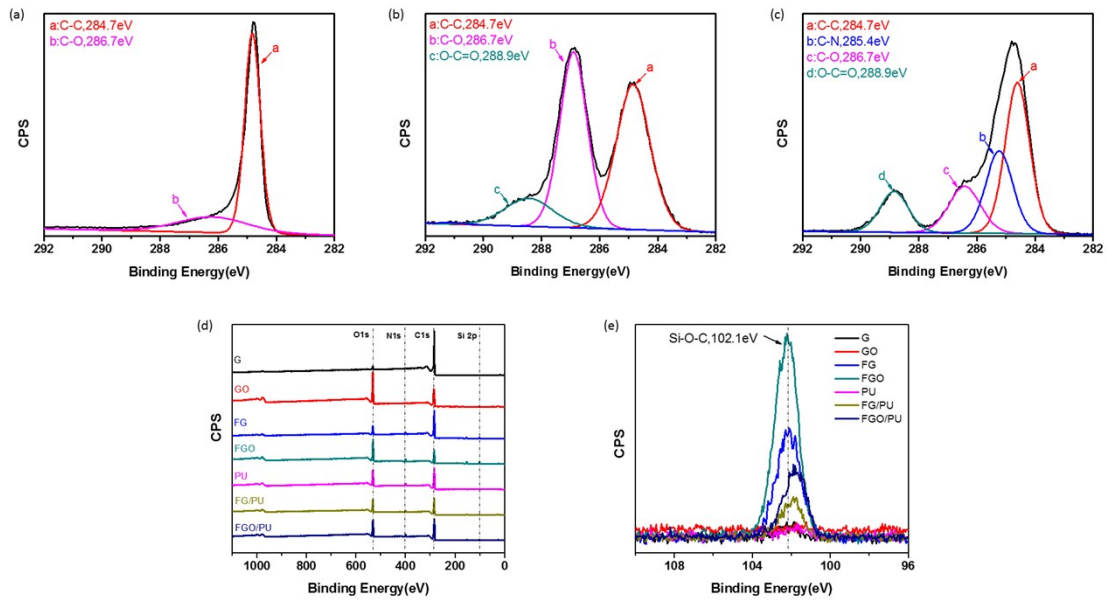 (a)
a:C-C,284.7eV
b:C-O,286.7eV
a
b
CPS
292 290 288 286 284 282
Binding Energy(eV)
(b)
a:C-C,284.7eV
b:C-O,286.7eV
c:O-C=O,288.9eV
b
a
c
CPS
292 290 288 286 284 282
Binding Energy(eV)
(c)
a:C-C,284.7eV
b:C-N,285.4eV
c:C-O,286.7eV
d:O-C=O,288.9eV
a
b
c
d
CPS
292 290 288 286 284 282
Binding Energy(eV)
(d)
O1s N1s C1s Si 2p
G
GO
FG
FGO
PU
FG/PU
FGO/PU
CPS
1000 800 600 400 200 0
Binding Energy(eV)
(e)
Si-O-C,102.1eV
G
GO
FG
FGO
PU
FG/PU
FGO/PU
CPS
108 104 100 96
Binding Energy(eV)